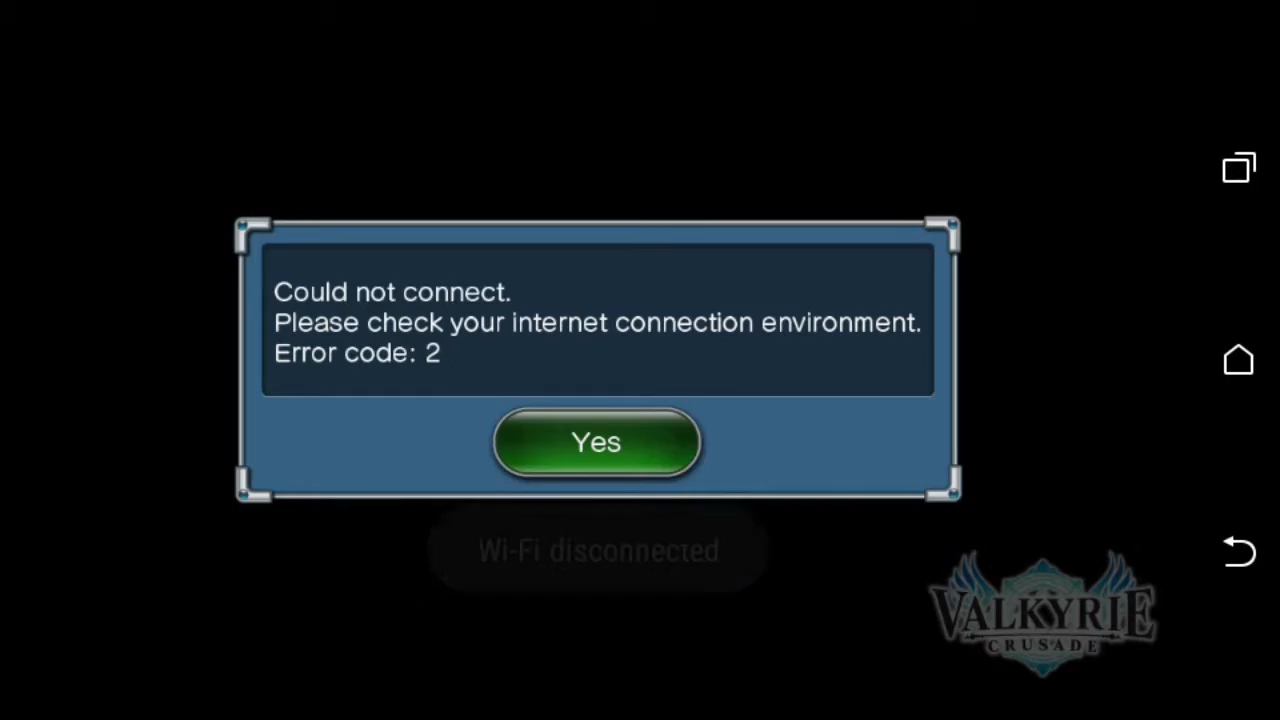 Could not connect.
Please check your internet connection environment.
Error code: 2
Yes
Wi-Fi disconnected
VALKYRIE
CRUSADE